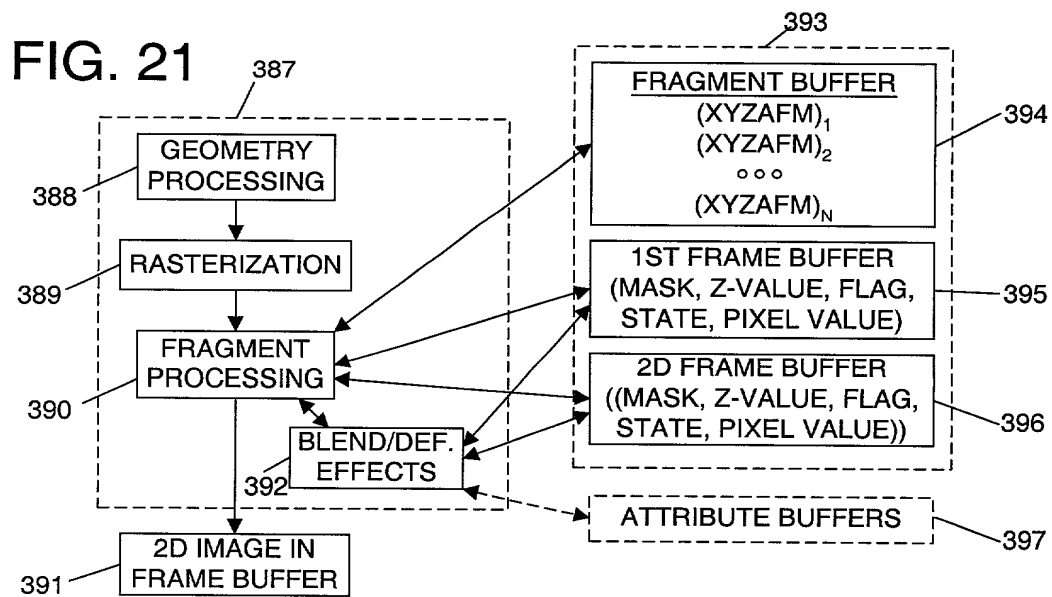 FIG. 21
387
GEOMETRY
PROCESSING
388
RASTERIZATION
389
FRAGMENT
PROCESSING
390
BLEND/DEF.
EFFECTS
392
2D IMAGE IN
FRAME BUFFER
391
393
FRAGMENT BUFFER
(XYZAFM)1
(XYZAFM)2
(XYZAFM)N
394
1ST FRAME BUFFER
(MASK, Z-VALUE, FLAG,
STATE, PIXEL VALUE)
395
2D FRAME BUFFER
((MASK, Z-VALUE, FLAG,
STATE, PIXEL VALUE))
396
ATTRIBUTE BUFFERS
397